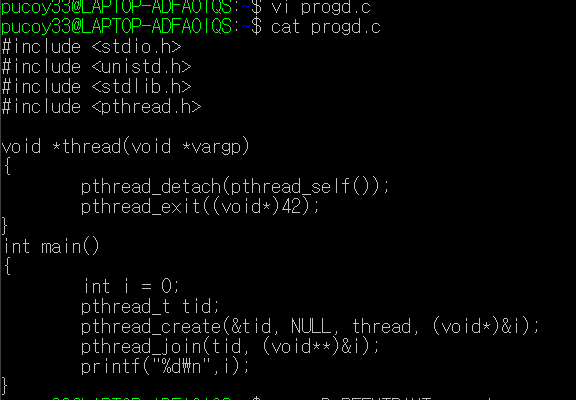 pucoy33@LAPTOP-ADFAOIQS:~$ vi progd.c
pucoy33@LAPTOP-ADFAOIQS:~$ cat progd.c
#include <stdio.h>
#include <unistd.h>
#include <stdlib.h>
#include <pthread.h>

void *thread(void *vargp)
{
        pthread_detach(pthread_self());
        pthread_exit((void*)42);
}
int main()
{
        int i = 0;
        pthread_t tid;
        pthread_create(&tid, NULL, thread, (void*)&i);
        pthread_join(tid, (void**)&i);
        printf("%d₩n",i);
}